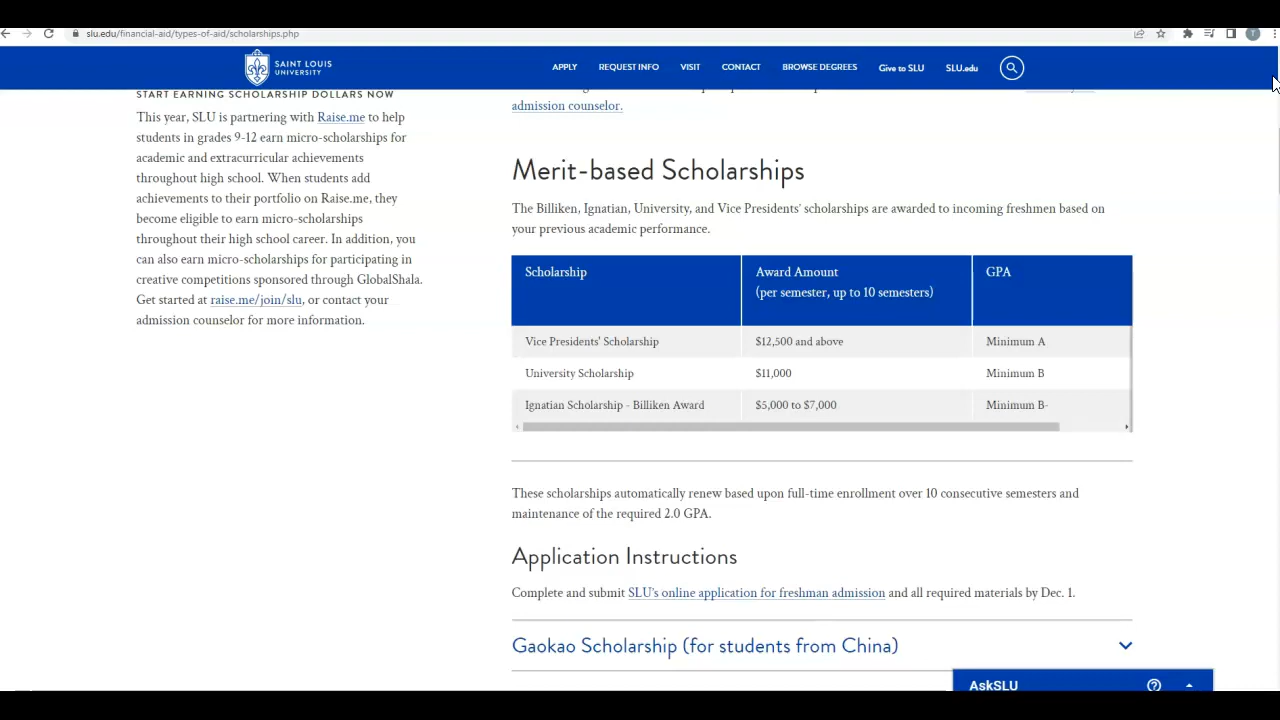 slu.edu/financial-aid/types-of-aid/scholarships.php
SAINT LOUIS
UNIVERSITY
APPLY REQUEST INFO VISIT CONTACT BROWSE DEGREES Give to SLU SLU.edu
START EARNING SCHOLARSHIP DOLLARS NOW
This year, SLU is partnering with Raise.me to help
students in grades 9-12 earn micro-scholarships for
academic and extracurricular achievements
throughout high school. When students add
achievements to their portfolio on Raise.me, they
become eligible to earn micro-scholarships
throughout their high school career. In addition, you
can also earn micro-scholarships for participating in
creative competitions sponsored through GlobalShala.
Get started at raise.me/join/slu, or contact your
admission counselor for more information.
admission counselor.
Merit-based Scholarships
The Billiken, Ignatian, University, and Vice Presidents' scholarships are awarded to incoming freshmen based on
your previous academic performance.
Scholarship Award Amount GPA
(per semester, up to 10 semesters)
Vice Presidents' Scholarship $12,500 and above Minimum A
University Scholarship $11,000 Minimum B
Ignatian Scholarship - Billiken Award $5,000 to $7,000 Minimum B-
These scholarships automatically renew based upon full-time enrollment over 10 consecutive semesters and
maintenance of the required 2.0 GPA.
Application Instructions
Complete and submit SLU's online application for freshman admission and all required materials by Dec. 1.
Gaokao Scholarship (for students from China)
AskSLU